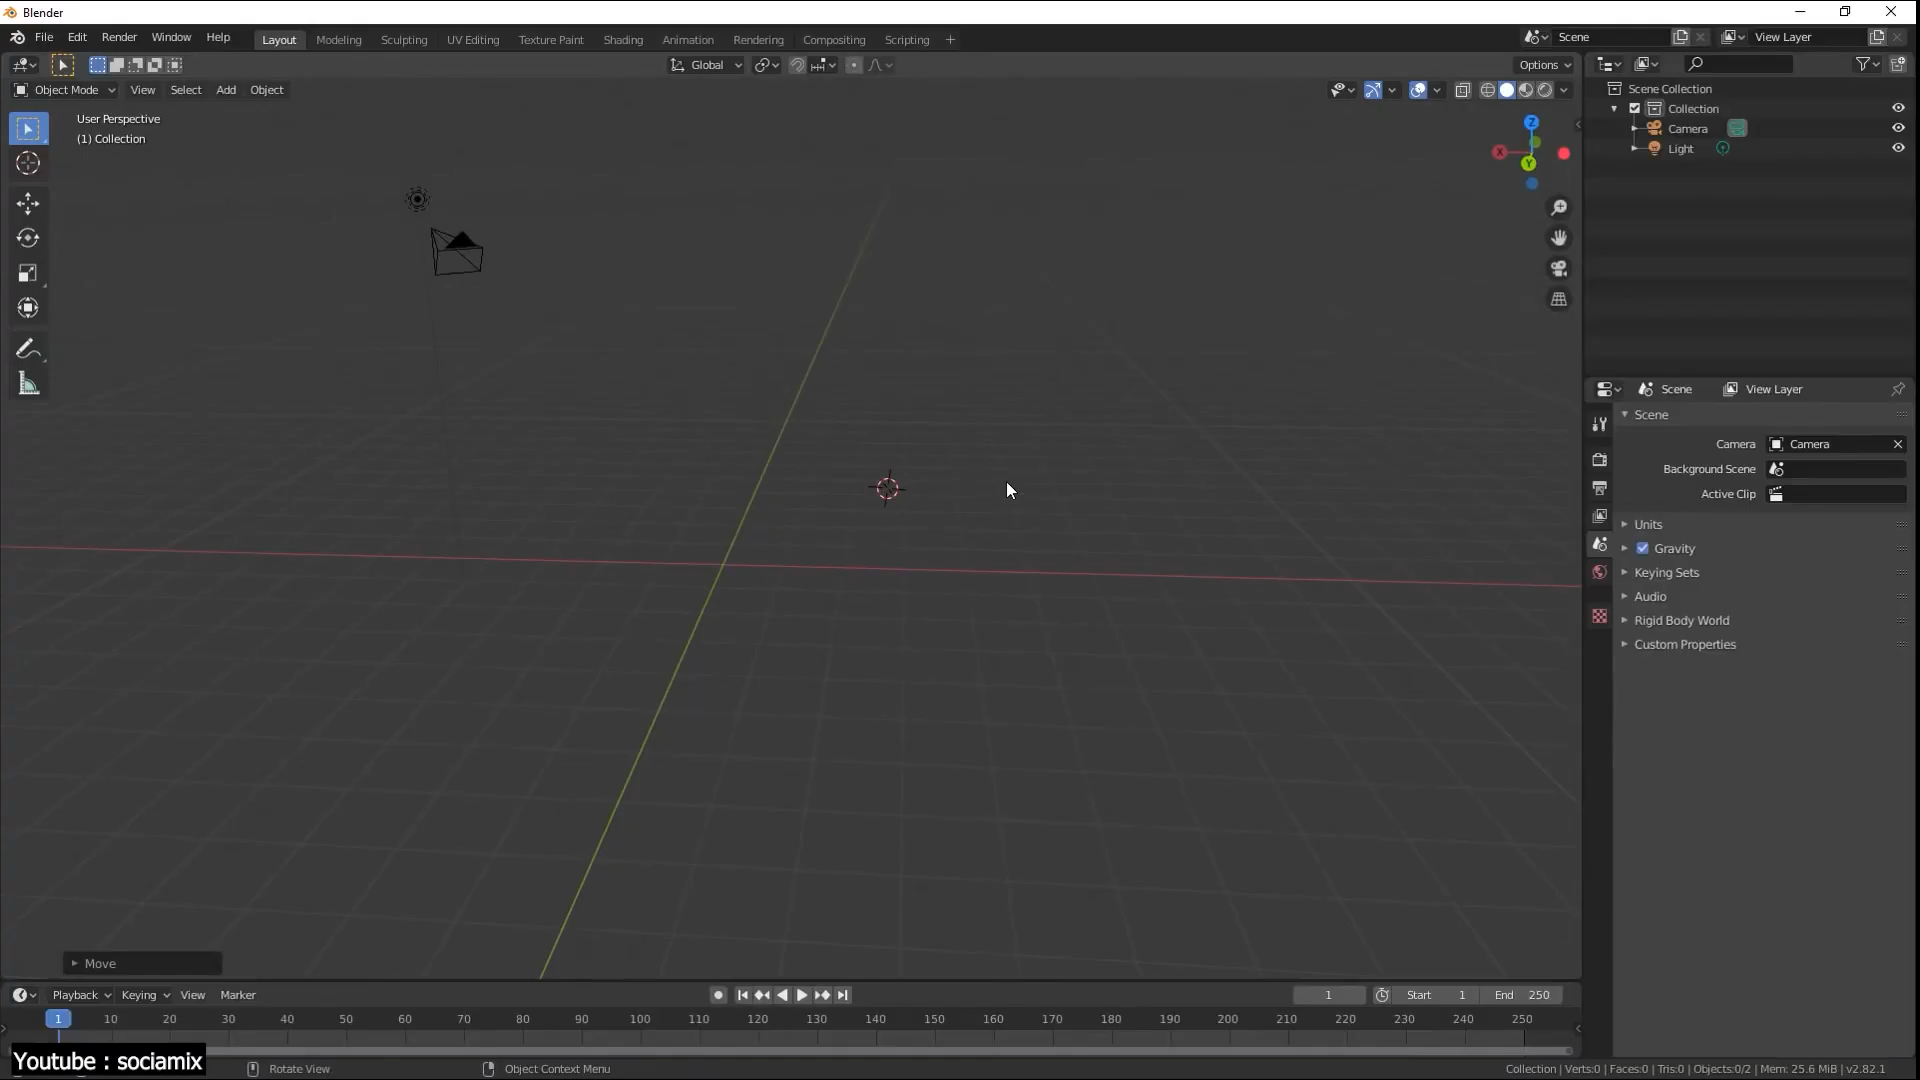 Blender
File Edit Render Window Help Layout Modeling Sculpting UV Editing Texture Paint Shading Animation Rendering Compositing Scripting + Scene View Layer
Global Options
Object Mode View Select Add Object
User Perspective
(1) Collection
Z
X
Y
Scene Collection
Collection
Camera
Light
Scene View Layer
Scene
Camera Camera
Background Scene
Active Clip
Units
Gravity
Keying Sets
Audio
Rigid Body World
Custom Properties
Move
Playback Keying View Marker 1 Start 1 End 250
1 10 20 30 40 50 60 70 80 90 100 110 120 130 140 150 160 170 180 190 200 210 220 230 240 250
Youtube : sociamix
Rotate View Object Context Menu Collection | Verts:0 | Faces:0 | Tris:0 | Objects:0/2 | Mem: 25.6 MiB | v2.82.1